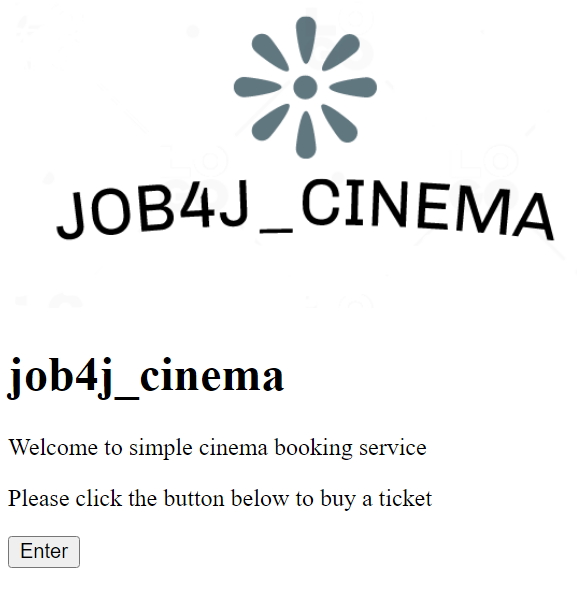 JOB4J_CINEMA
job4j_cinema
Welcome to simple cinema booking service
Please click the button below to buy a ticket
Enter